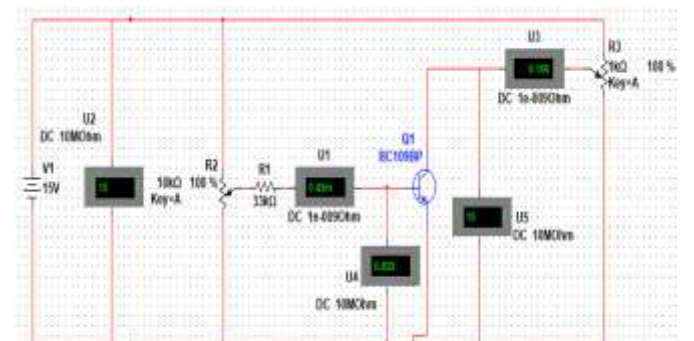 U3
R3
1kΩ 100 %
Key=A
DC 1e-009Ohm
U2
DC 10MOhm
V1
15V
15
10kΩ 100 %
Key=A
R2
R1
33kΩ
U1
DC 1e-009Ohm
Q1
BC109BP
15
U5
DC 10MOhm
U4
DC 10MOhm